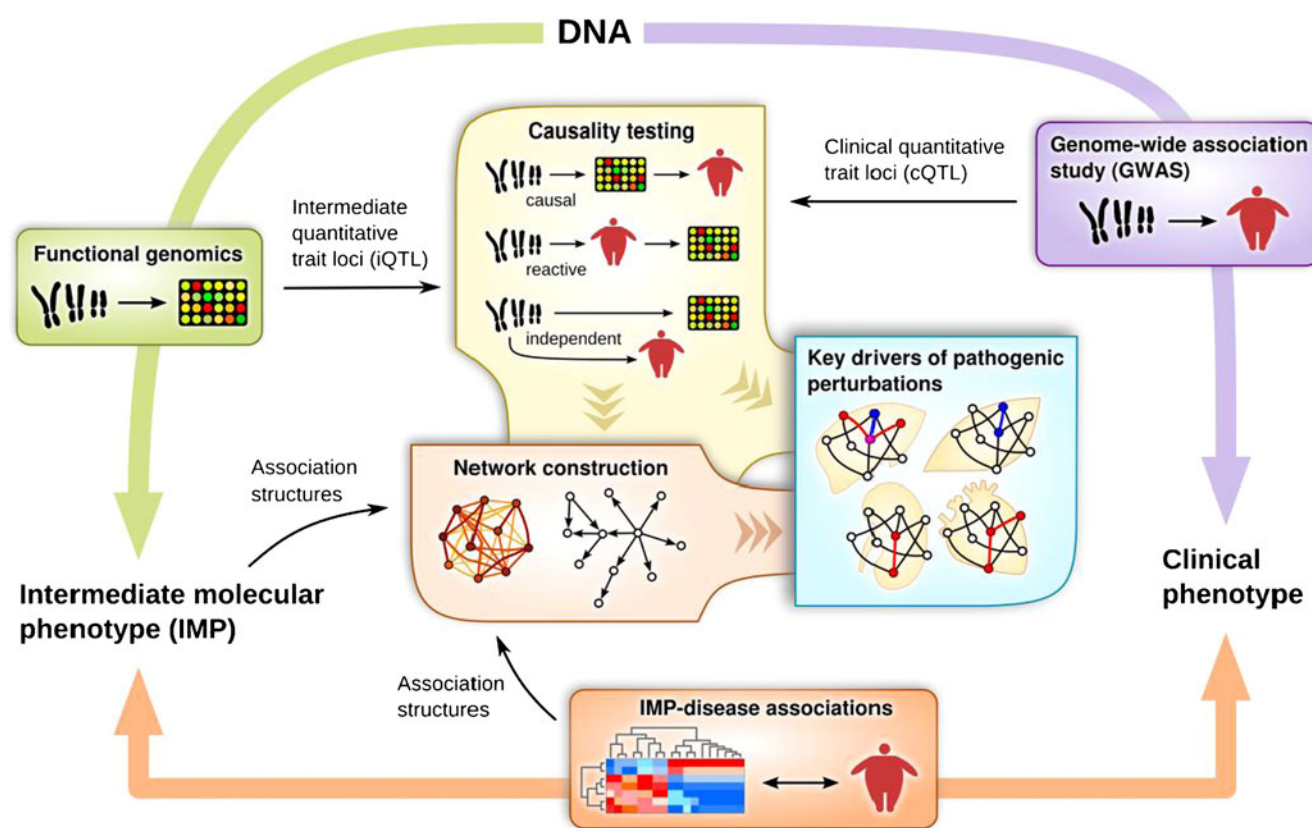 DNA
Causality testing
causal
reactive
independent
Clinical quantitative
trait loci (cQTL)
Genome-wide association
study (GWAS)
Intermediate
quantitative
trait loci (iQTL)
Functional genomics
Key drivers of pathogenic
perturbations
Association
structures
Network construction
Intermediate molecular
phenotype (IMP)
Clinical
phenotype
Association
structures
IMP-disease associations